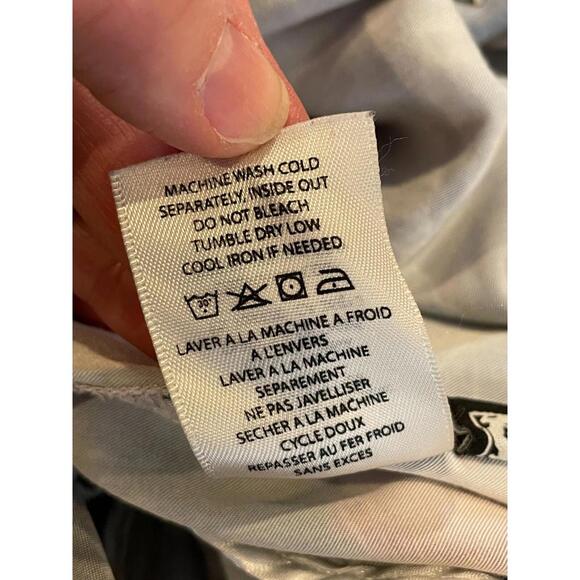 MACHINE WASH COLD
SEPARATELY, INSIDE OUT
DO NOT BLEACH
TUMBLE DRY LOW
COOL IRON IF NEEDED
30°
LAVER A LA MACHINE A FROID
A L'ENVERS
LAVER A LA MACHINE
SEPAREMENT
NE PAS JAVELLISER
SECHER A LA MACHINE
CYCLE DOUX
REPASSER AU FER FROID
SANS EXCES